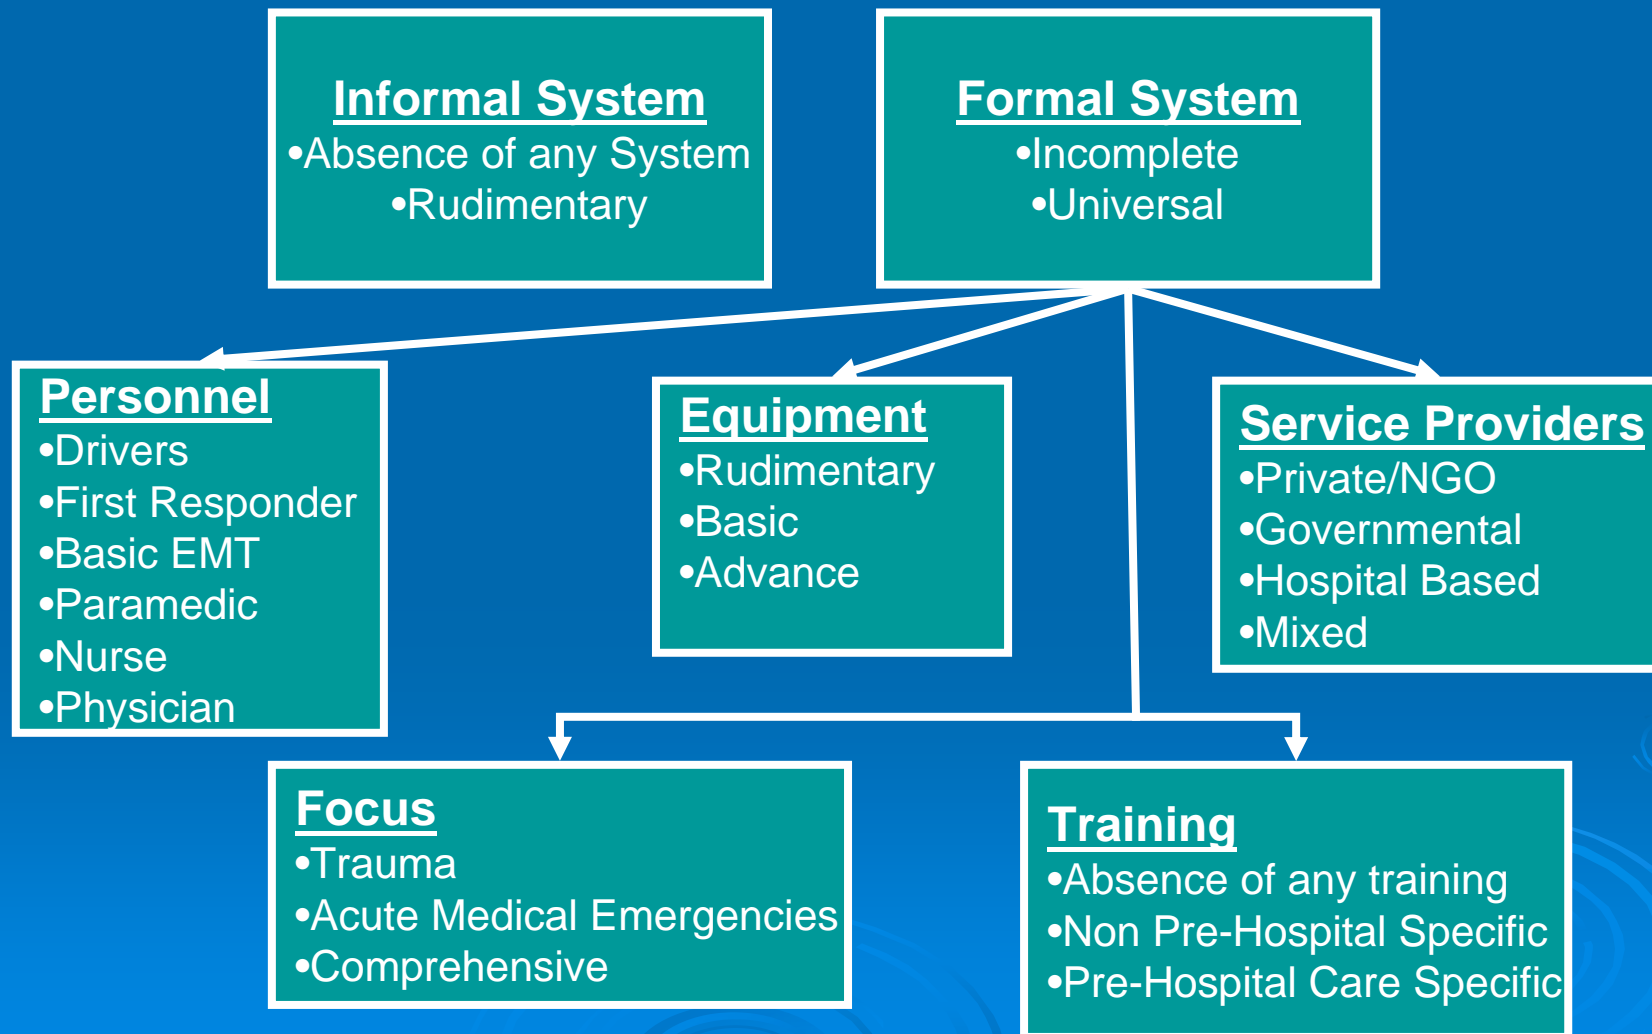 Informal System
•Absence of any System
•Rudimentary
Formal System
•Incomplete
•Universal
Personnel
•Drivers
•First Responder
•Basic EMT
•Paramedic
•Nurse
•Physician
Equipment
•Rudimentary
•Basic
•Advance
Service Providers
•Private/NGO
•Governmental
•Hospital Based
•Mixed
Focus
•Trauma
•Acute Medical Emergencies
•Comprehensive
Training
•Absence of any training
•Non Pre-Hospital Specific
•Pre-Hospital Care Specific